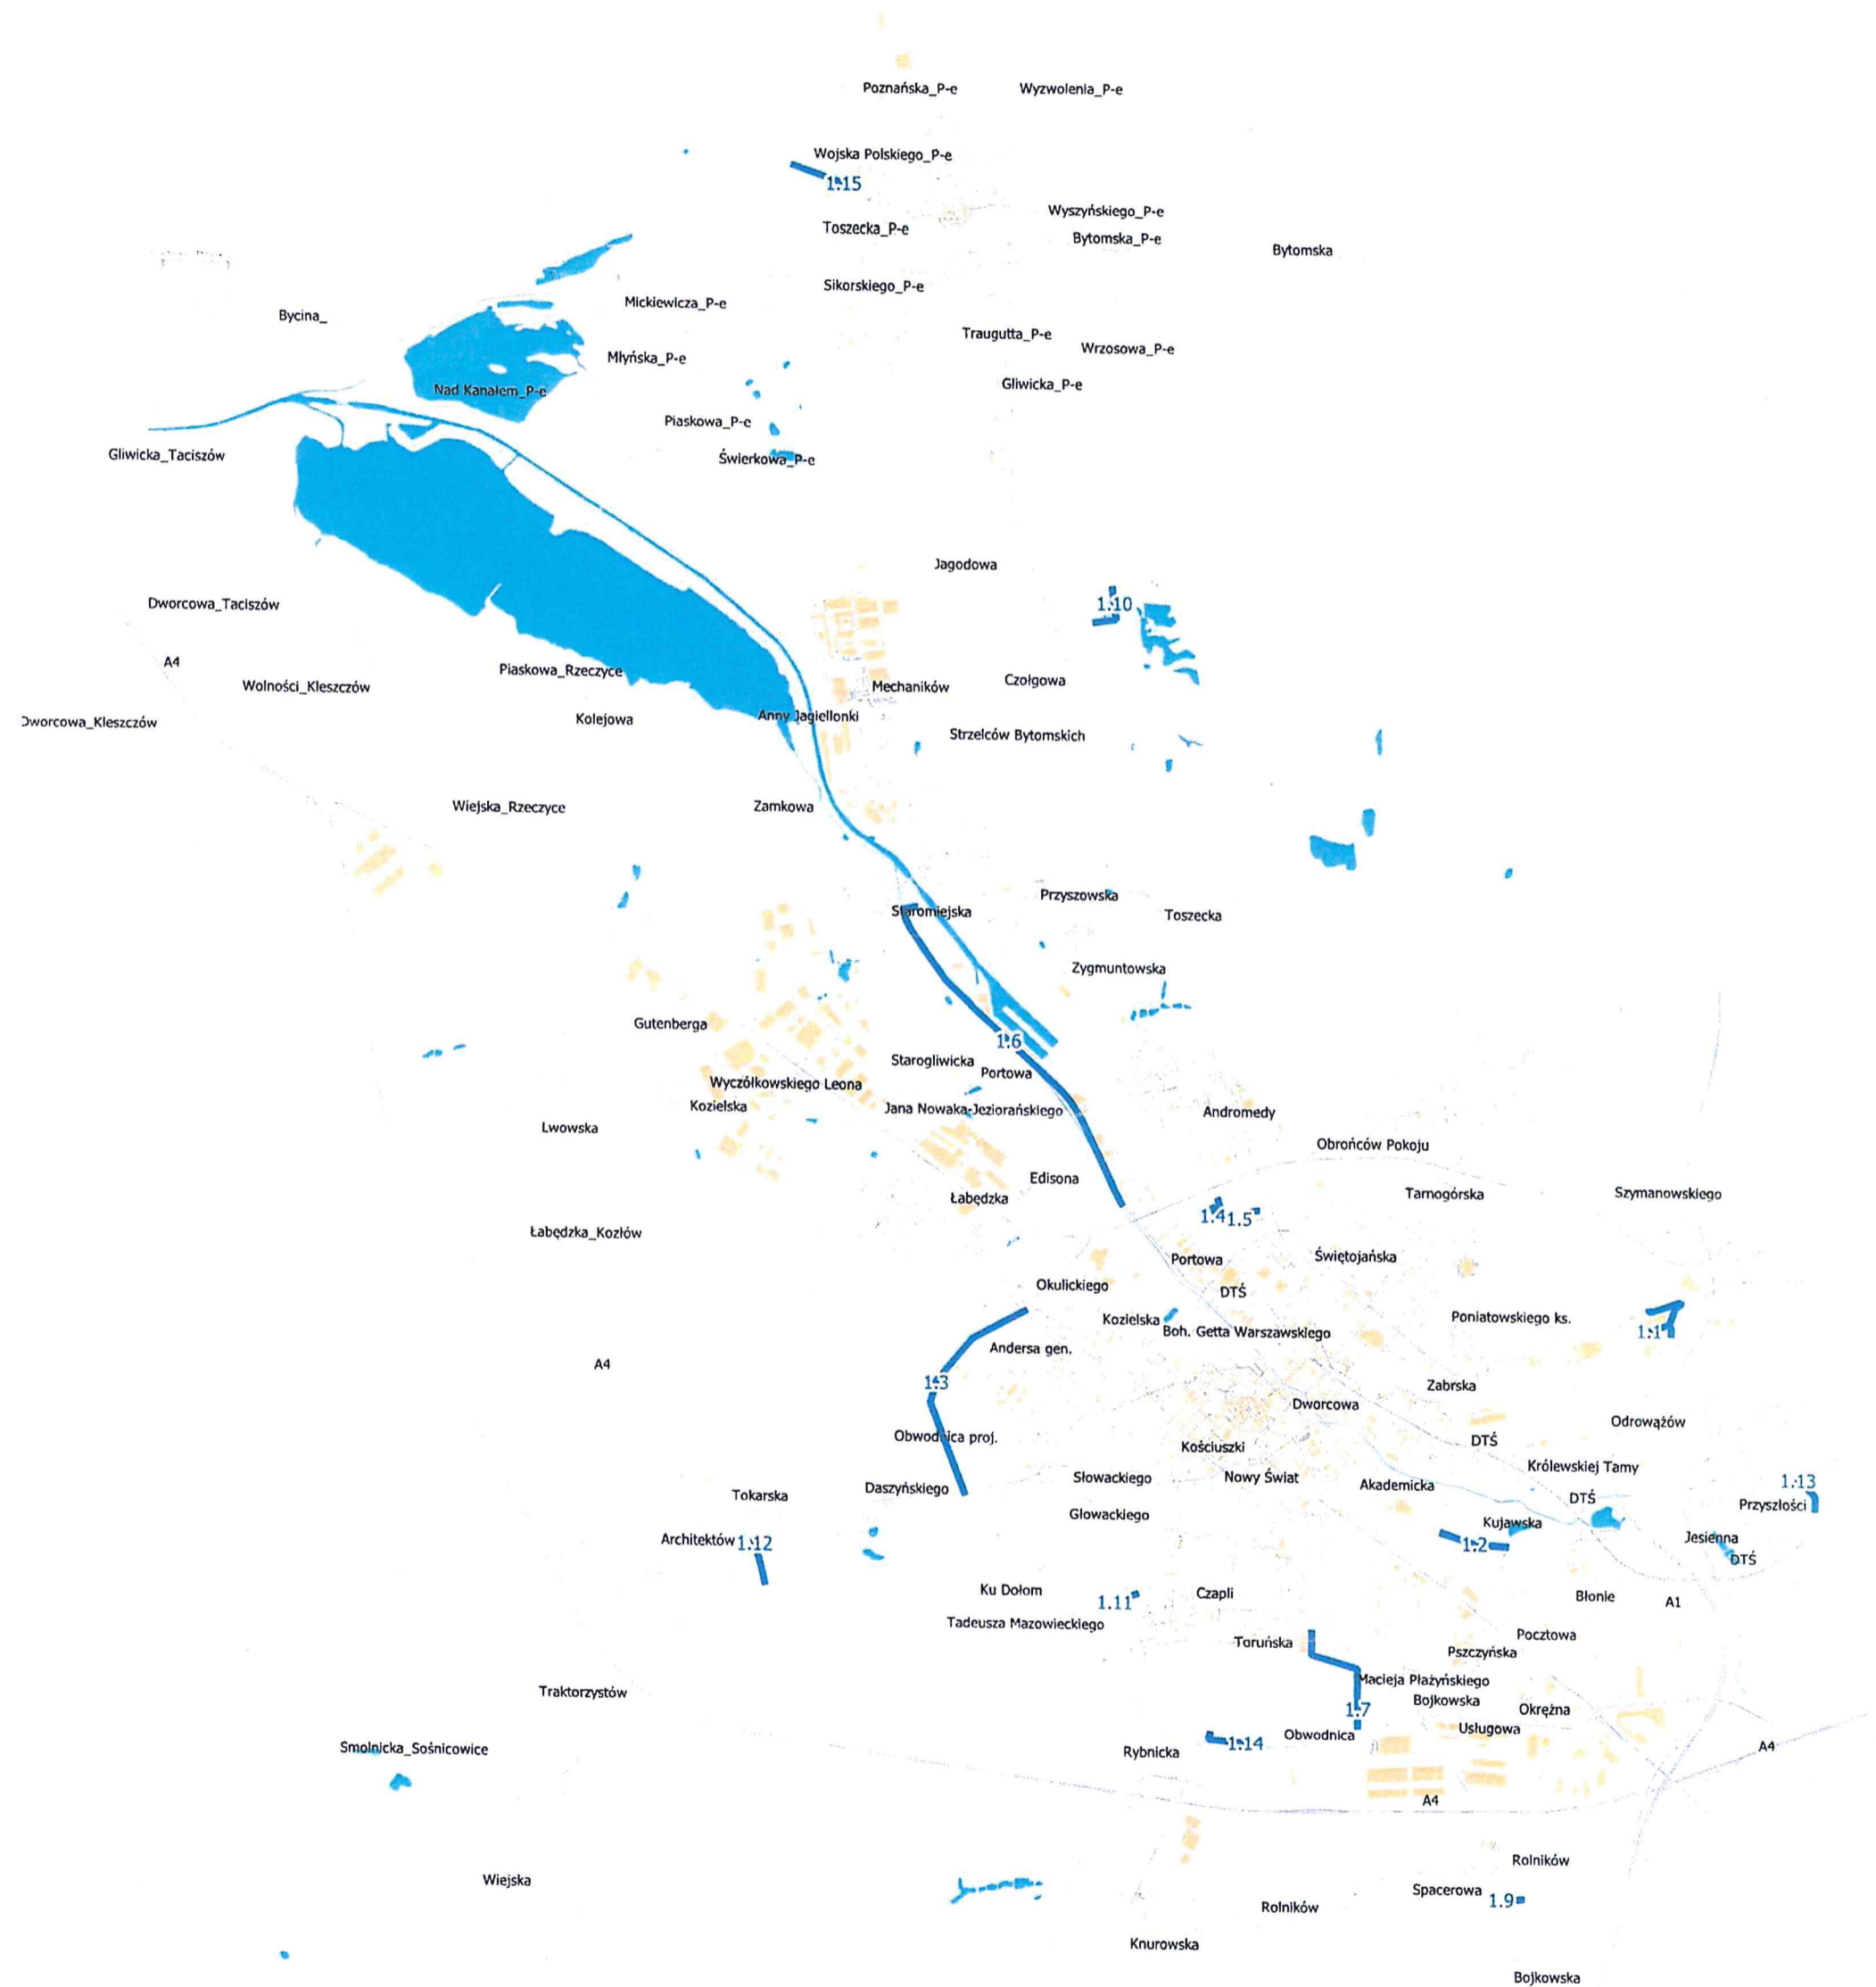 Poznańska_P-e
Wyzwolenia_P-e
Wojska Polskiego_P-e
1.15
Wyszyńskiego_P-e
Toszecka_P-e
Bytomska_P-e
Bytomska
Sikorskiego_P-e
Mickiewicza_P-e
Bycina_
Traugutta_P-e
Wrzosowa_P-e
Młyńska_P-e
Gliwicka_P-e
Nad Kanałem_P-e
Piaskowa_P-e
Gliwicka_Taciszów
Świerkowa_P-e
Jagodowa
Dworcowa_Taciszów
1.10
A4
Piaskowa_Rzeczyce
Czołgowa
Wolności_Kleszczów
Mechaników
Anny Jagiellonki
Kolejowa
Dworcowa_Kleszczów
Strzelców Bytomskich
Wiejska_Rzeczyce
Zamkowa
Przyszowska
Staromiejska
Toszecka
Zygmuntowska
Gutenberga
1.6
Starogliwicka
Portowa
Wyczółkowskiego Leona
Kozielska
Jana Nowaka-Jeziorańskiego
Andromedy
Lwowska
Obrońców Pokoju
Edisona
Łabędzka
Tarnogórska
Szymanowskiego
1.4
1.5
Łabędzka_Kozłów
Portowa
Świętojańska
Okulickiego
DTŚ
Kozielska
Poniatowskiego ks.
Boh. Getta Warszawskiego
1.1
Andersa gen.
A4
1.3
Zabrska
Dworcowa
Odrowążów
Obwodnica proj.
DTŚ
Kościuszki
Królewskiej Tamy
Słowackiego
Nowy Świat
Akademicka
1.13
Daszyńskiego
Tokarska
DTŚ
Przyszłości
Głowackiego
Kujawska
Architektów
1.12
1.2
Jesienna
DTŚ
Ku Dołom
Czapli
1.11
Błonie
A1
Tadeusza Mazowieckiego
Toruńska
Pocztowa
Pszczyńska
Macieja Płażyńskiego
Traktorzystów
Bojkowska
1.7
Okrężna
Usługowa
Obwodnica
1.14
Smolnicka_Sośnicowice
Rybnicka
A4
A4
Rolników
Wiejska
Spacerowa
1.9
Rolników
Knurowska
Bojkowska